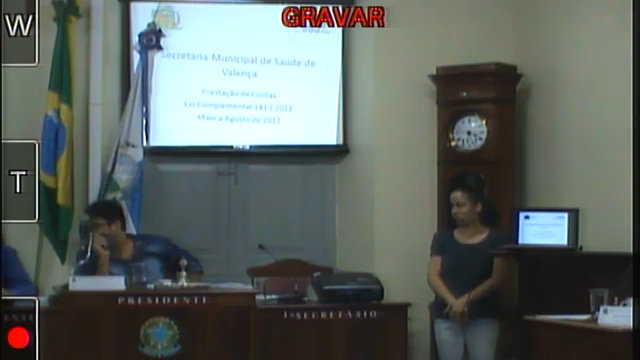 W
GRAVAR
Secretaria Municipal de Saúde de
Valença
Prestação de Contas
Lei Complementar 141 / 2012
Maio a Agosto de 2017
T
PRESIDENTE
1º SECRETÁRIO